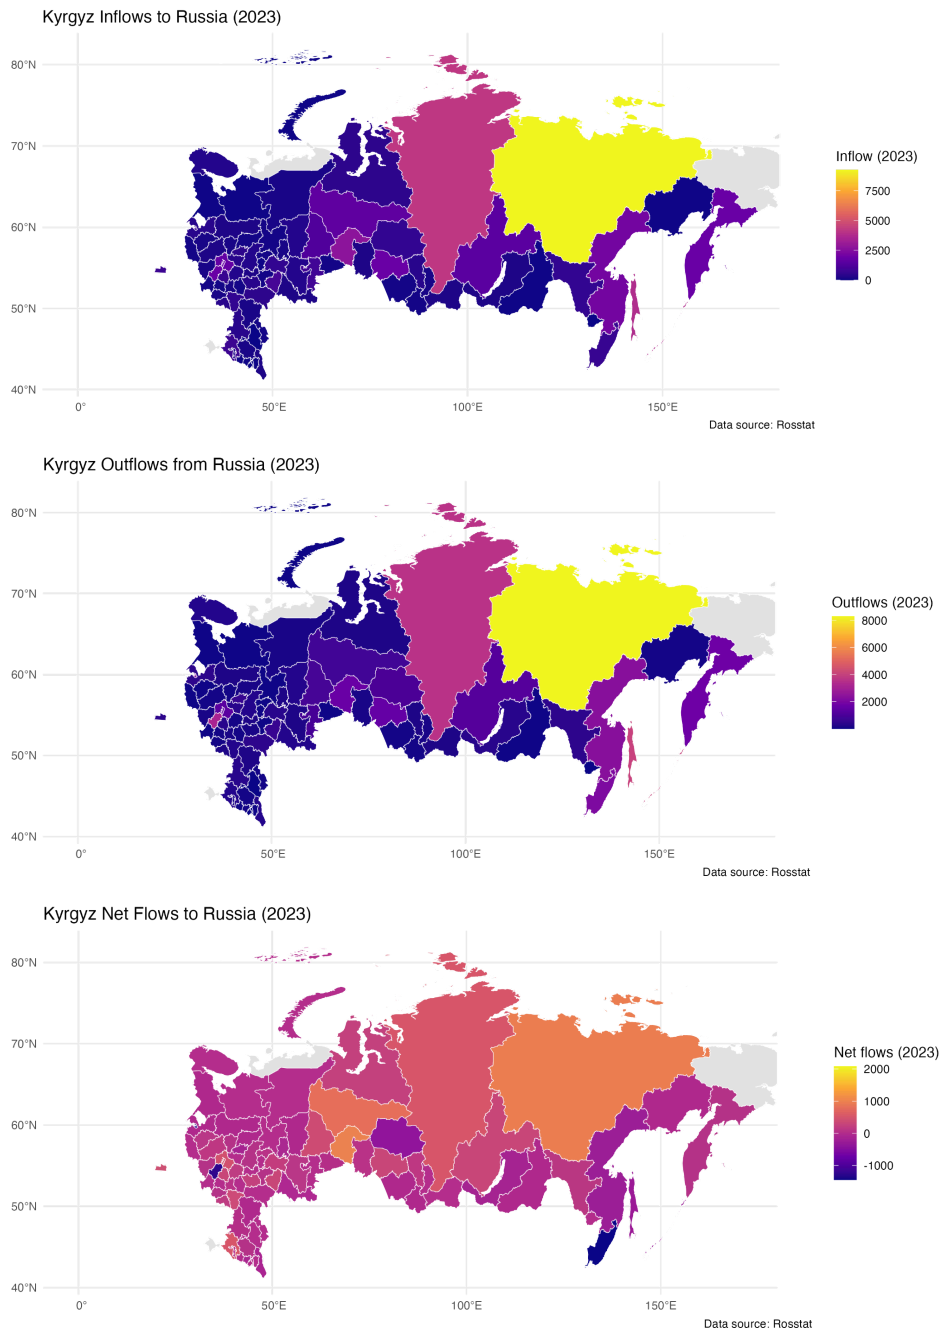 Kyrgyz Inflows to Russia (2023)
80°N
70°N
60°N
50°N
40°N
0°
50°E
100°E
150°E
Inflow (2023)
7500
5000
2500
0
Data source: Rosstat
Kyrgyz Outflows from Russia (2023)
80°N
70°N
60°N
50°N
40°N
0°
50°E
100°E
150°E
Outflows (2023)
8000
6000
4000
2000
Data source: Rosstat
Kyrgyz Net Flows to Russia (2023)
80°N
70°N
60°N
50°N
40°N
0°
50°E
100°E
150°E
Net flows (2023)
2000
1000
0
-1000
Data source: Rosstat